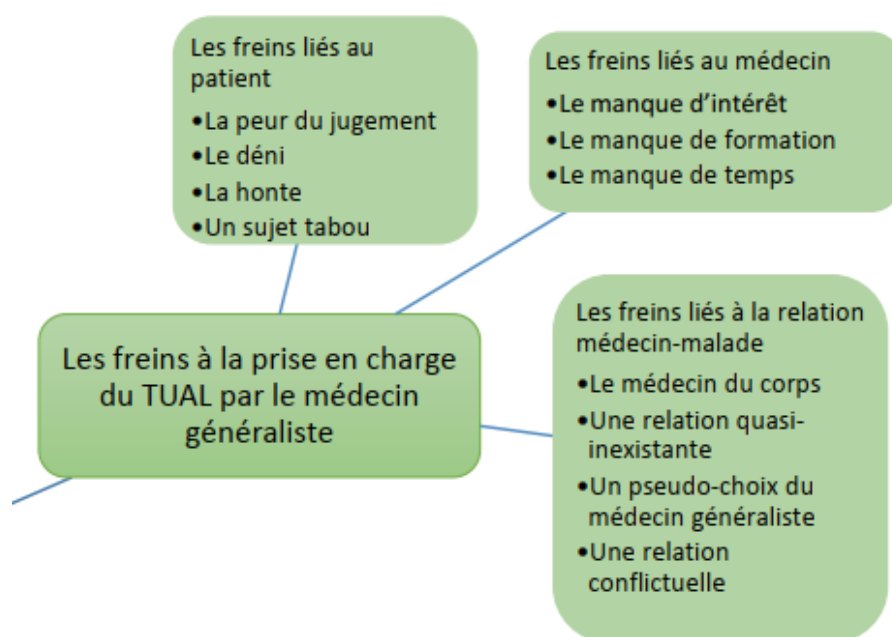 Les freins liés au
patient
•La peur du jugement
•Le déni
•La honte
•Un sujet tabou
Les freins liés au médecin
•Le manque d'intérêt
•Le manque de formation
•Le manque de temps
Les freins à la prise en charge
du TUAL par le médecin
généraliste
Les freins liés à la relation
médecin-malade
•Le médecin du corps
•Une relation quasi-
inexistante
•Un pseudo-choix du
médecin généraliste
•Une relation
conflictuelle